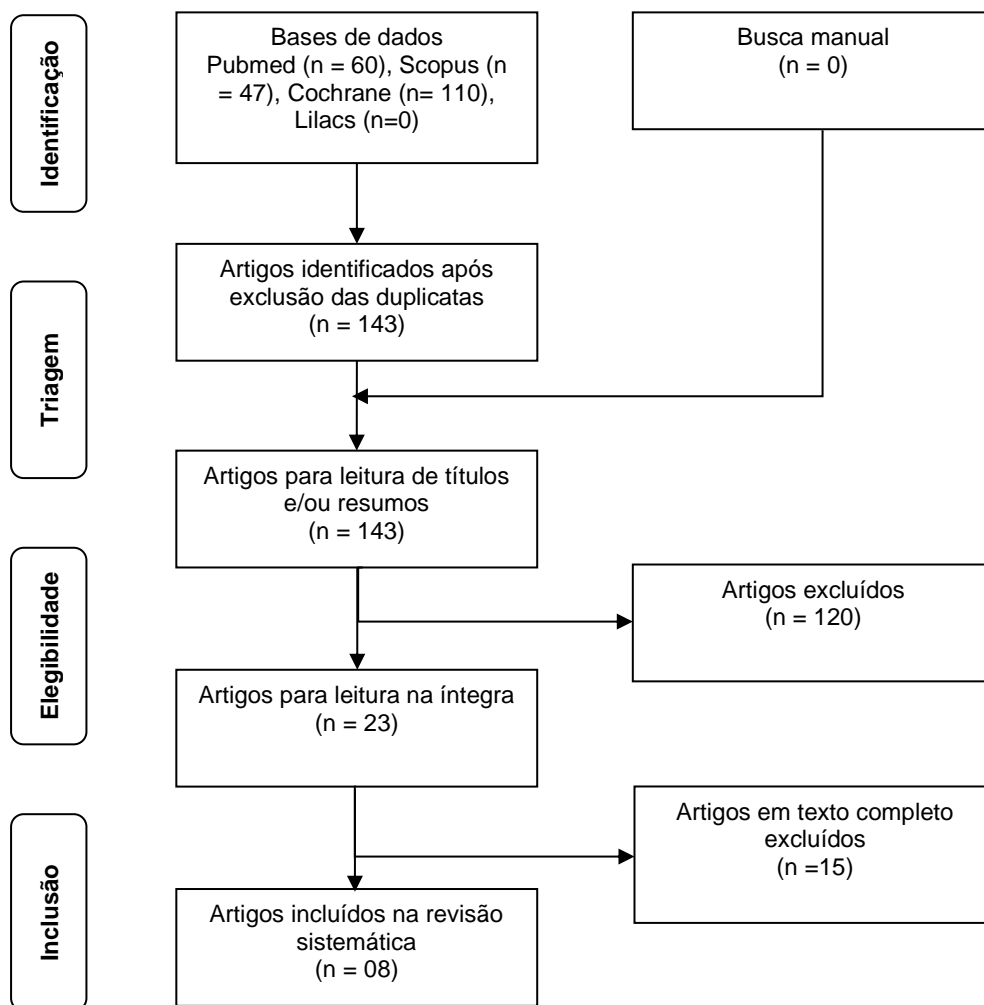 Identificação
Bases de dados
Pubmed (n = 60), Scopus (n
= 47), Cochrane (n= 110),
Lilacs (n=0)
Busca manual
(n = 0)
Triagem
Artigos identificados após
exclusão das duplicatas
(n = 143)
Artigos para leitura de títulos
e/ou resumos
(n = 143)
Elegibilidade
Artigos excluídos
(n = 120)
Artigos para leitura na íntegra
(n = 23)
Inclusão
Artigos em texto completo
excluídos
(n =15)
Artigos incluídos na revisão
sistemática
(n = 08)